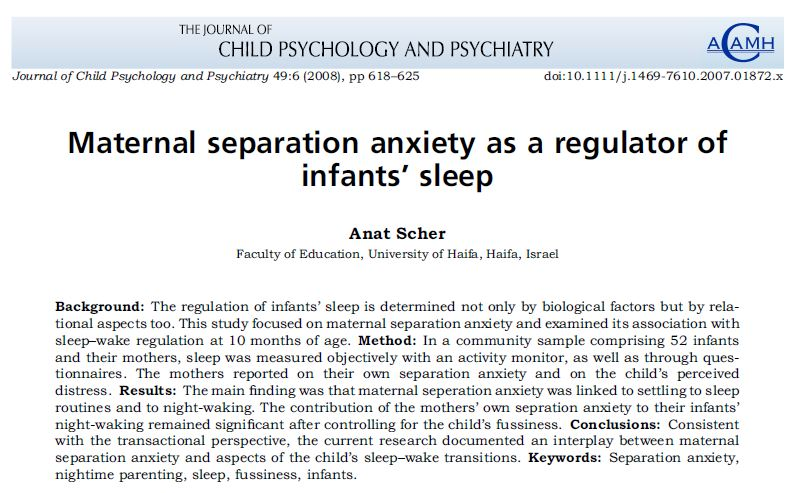 THE JOURNAL OF
CHILD PSYCHOLOGY AND PSYCHIATRY
ACAMH
Journal of Child Psychology and Psychiatry 49:6 (2008), pp 618–625
doi:10.1111/j.1469-7610.2007.01872.x
Maternal separation anxiety as a regulator of
infants’ sleep
Anat Scher
Faculty of Education, University of Haifa, Haifa, Israel
Background: The regulation of infants’ sleep is determined not only by biological factors but by rela-
tional aspects too. This study focused on maternal separation anxiety and examined its association with
sleep–wake regulation at 10 months of age. Method: In a community sample comprising 52 infants
and their mothers, sleep was measured objectively with an activity monitor, as well as through ques-
tionnaires. The mothers reported on their own separation anxiety and on the child’s perceived
distress. Results: The main finding was that maternal seperation anxiety was linked to settling to sleep
routines and to night-waking. The contribution of the mothers’ own sepration anxiety to their infants’
night-waking remained significant after controlling for the child’s fussiness. Conclusions: Consistent
with the transactional perspective, the current research documented an interplay between maternal
separation anxiety and aspects of the child’s sleep–wake transitions. Keywords: Separation anxiety,
nightime parenting, sleep, fussiness, infants.